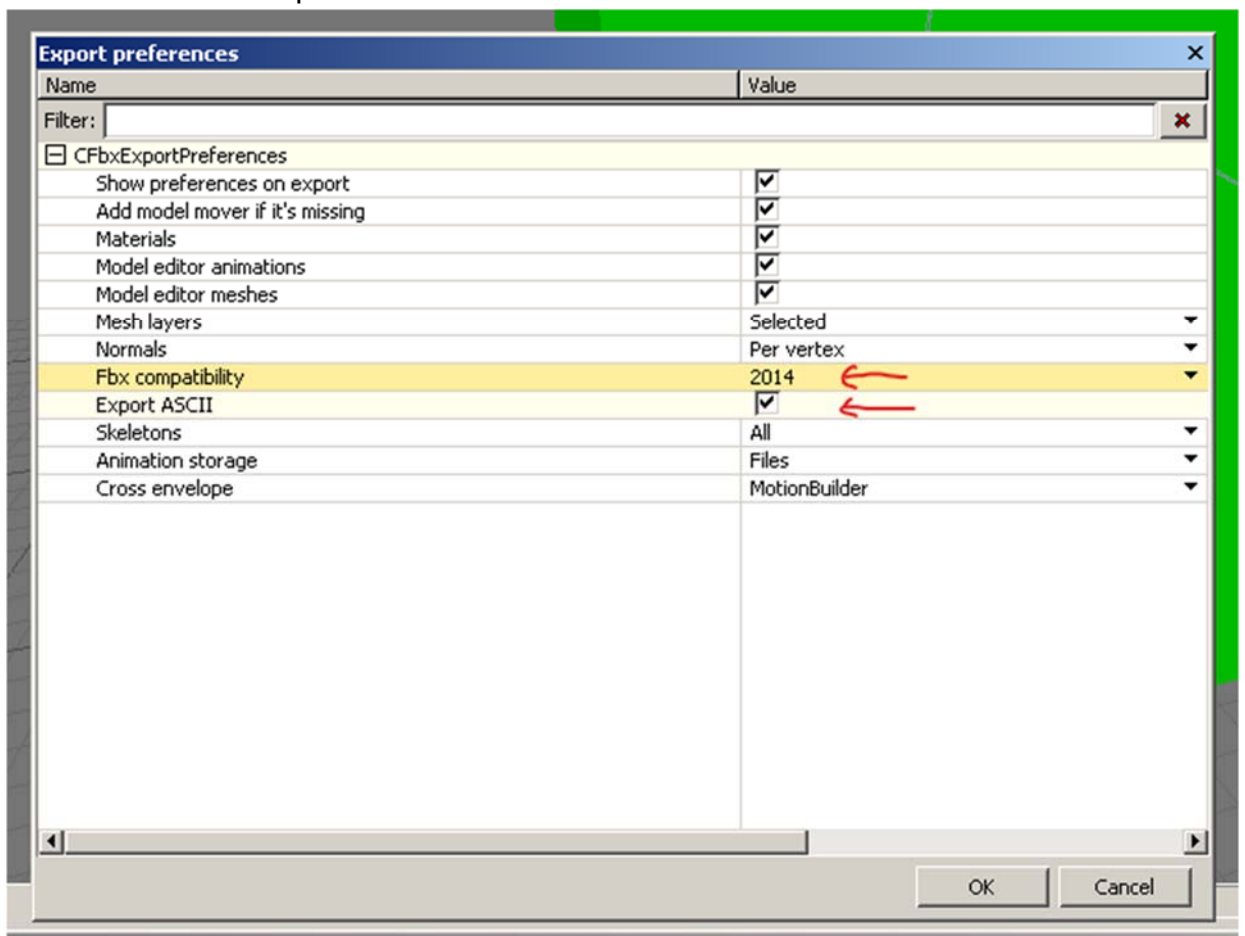 Export preferences
Name Value
Filter:
CFbxExportPreferences
Show preferences on export
Add model mover if it's missing
Materials
Model editor animations
Model editor meshes
Mesh layers Selected
Normals Per vertex
Fbx compatibility 2014
Export ASCII
Skeletons All
Animation storage Files
Cross envelope MotionBuilder
OK Cancel